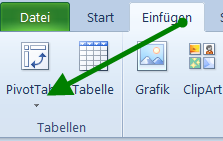 Datei Start Einfügen S
PivotTab Tabelle Grafik ClipArt
Tabellen